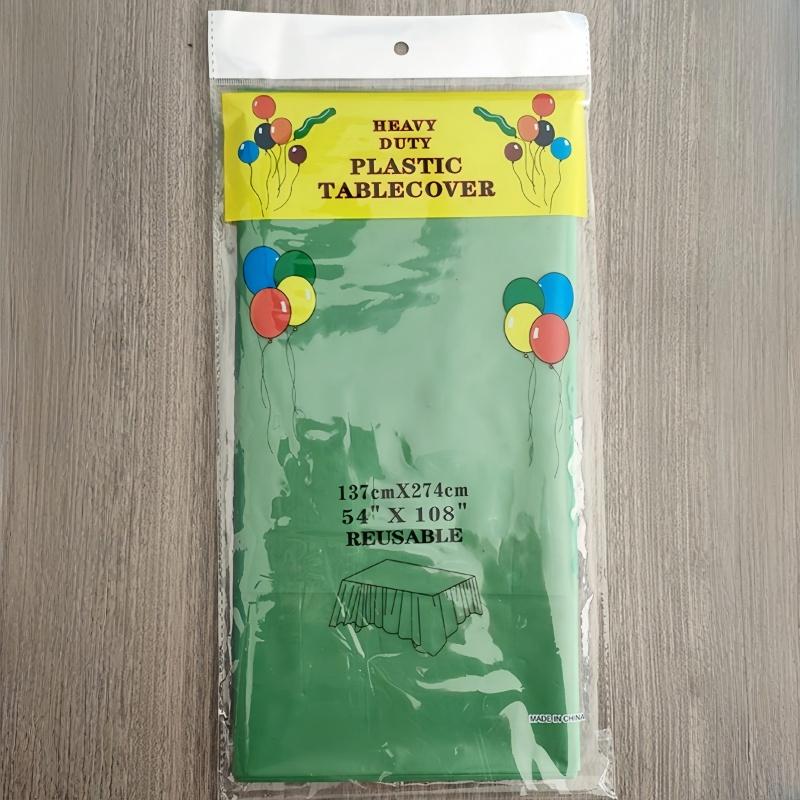 HEAVY
DUTY
PLASTIC
TABLECOVER
137cmX274cm
54" X 108"
REUSABLE
MADE IN CHINA